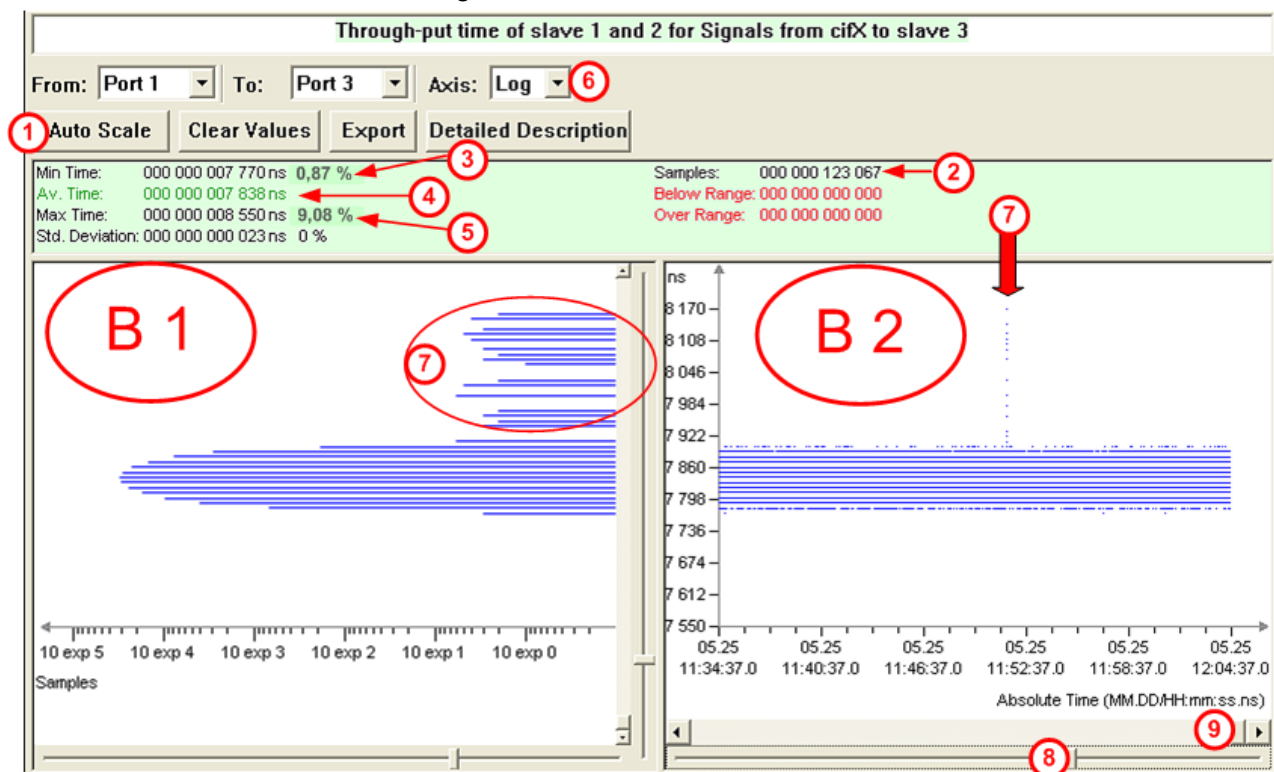 Through-put time of slave 1 and 2 for Signals from cifX to slave 3
From: Port 1 To: Port 3 Axis: Log 6
1 Auto Scale Clear Values Export Detailed Description
Min Time: 000 000 007 770 ns 0,87 % 3 Samples: 000 000 123 067 2
Av. Time: 000 000 007 838 ns 4 Below Range: 000 000 000 000
Max Time: 000 000 008 550 ns 9,08 % 5 Over Range: 000 000 000 000 7
Std. Deviation: 000 000 000 023 ns 0 %
B 1
7
10 exp 5 10 exp 4 10 exp 3 10 exp 2 10 exp 1 10 exp 0
Samples
ns
8 170
8 108
8 046
7 984
7 922
7 860
7 798
7 736
7 674
7 612
7 550
B 2
05.25 05.25 05.25 05.25 05.25 05.25
11:34:37.0 11:40:37.0 11:46:37.0 11:52:37.0 11:58:37.0 12:04:37.0
Absolute Time (MM.DD/HH:mm:ss.ns)
9
8